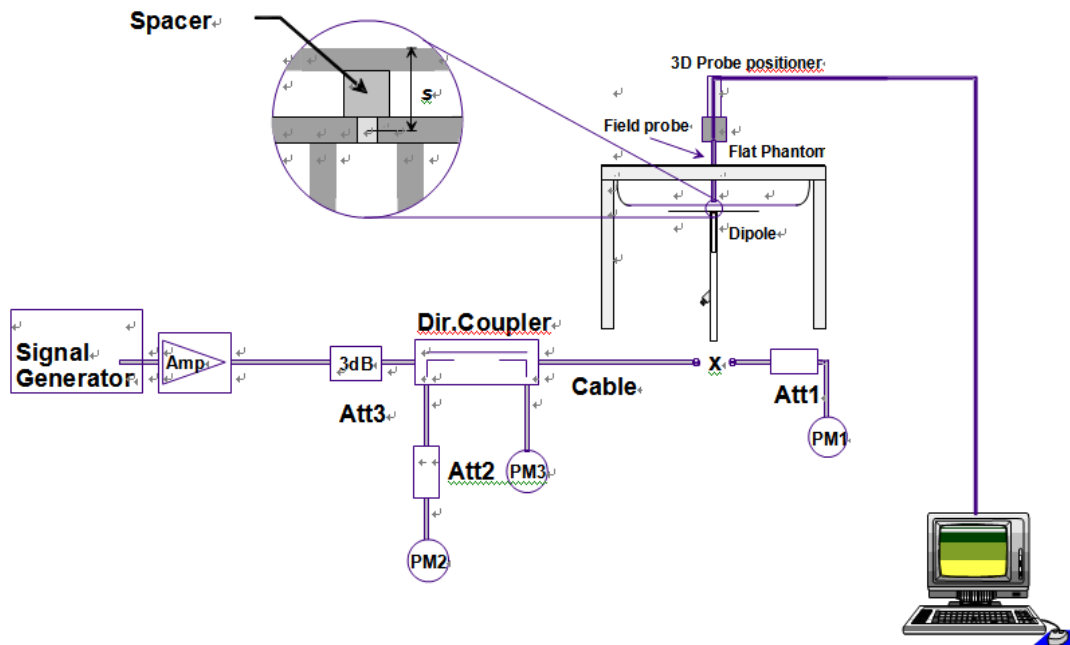 Spacer
s
3D Probe positioner
Field probe
Flat Phantom
Dipole
Signal
Generator
Amp
3dB
Dir.Coupler
Cable
x
Att1
Att3
PM1
Att2
PM3
PM2